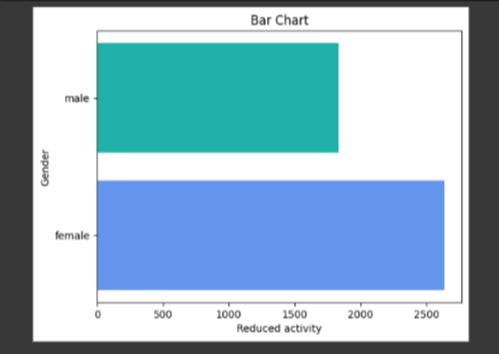 Bar Chart
male
Gender
female
0 500 1000 1500 2000 2500
Reduced activity